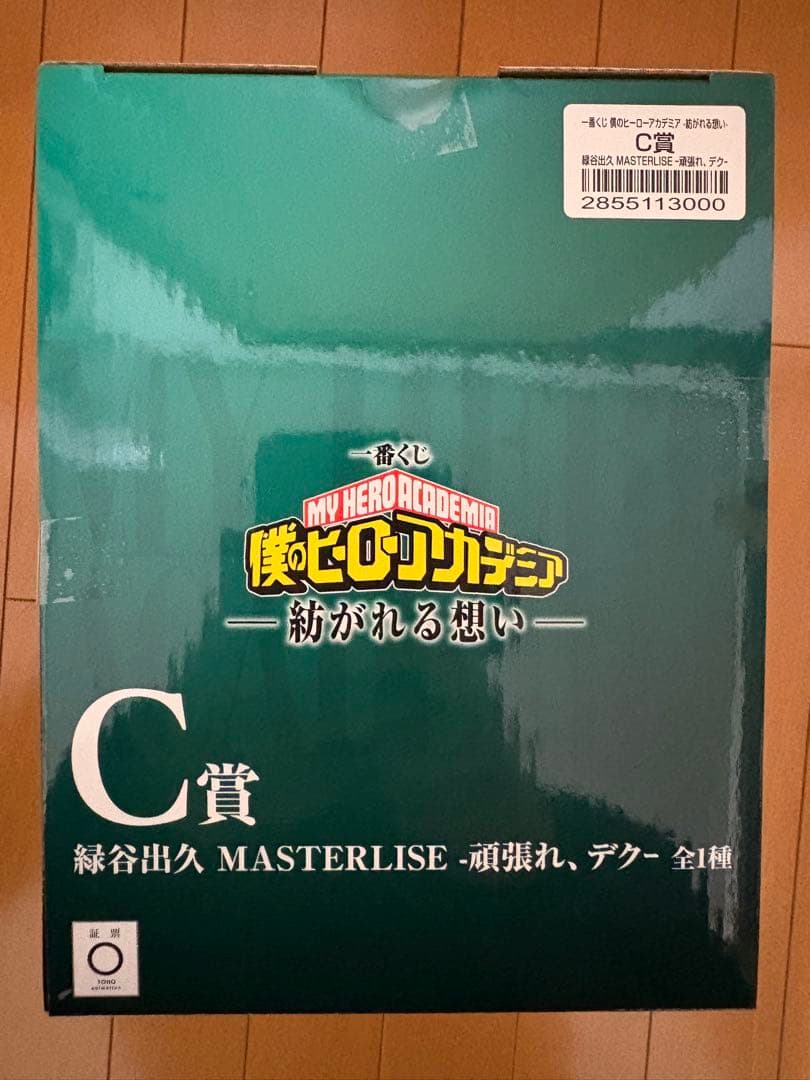 一番くじ 僕のヒーローアカデミア -紡がれる想い-
C賞
緑谷出久 MASTERLISE -頑張れ、デク-
2855113000
一番くじ
MY HERO ACADEMIA
僕のヒーローアカデミア
―紡がれる想い―
C賞
緑谷出久 MASTERLISE -頑張れ、デク- 全1種
証票
TOHO
ANIMATION